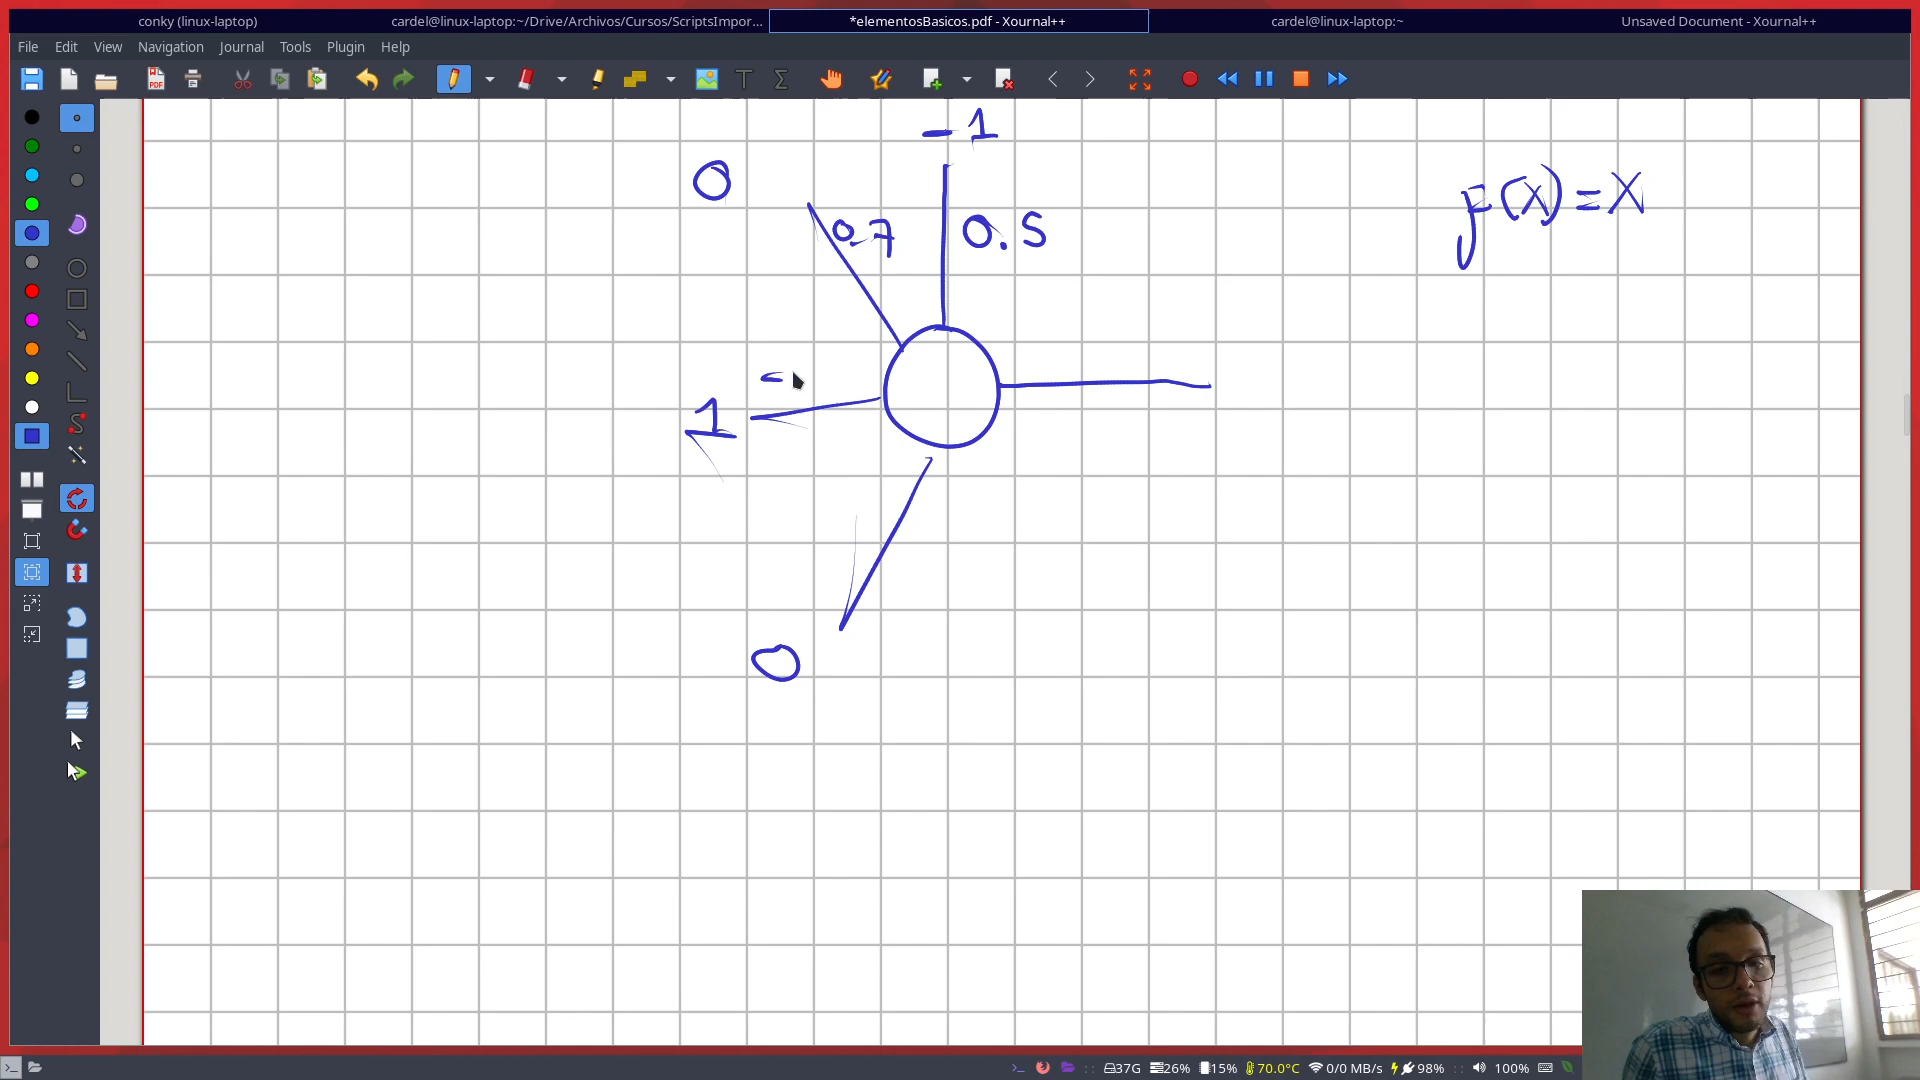 conky (linux-laptop)
cardel@linux-laptop:~/Drive/Archivos/Cursos/ScriptsImpor...
*elementosBasicos.pdf - Xournal++
cardel@linux-laptop:~
Unsaved Document - Xournal++
File Edit View Navigation Journal Tools Plugin Help
- 1
0
f(x)=X
0.7
0.5
1
0
37G 26% 15% 70.0°C 0/0 MB/s 98% 100%